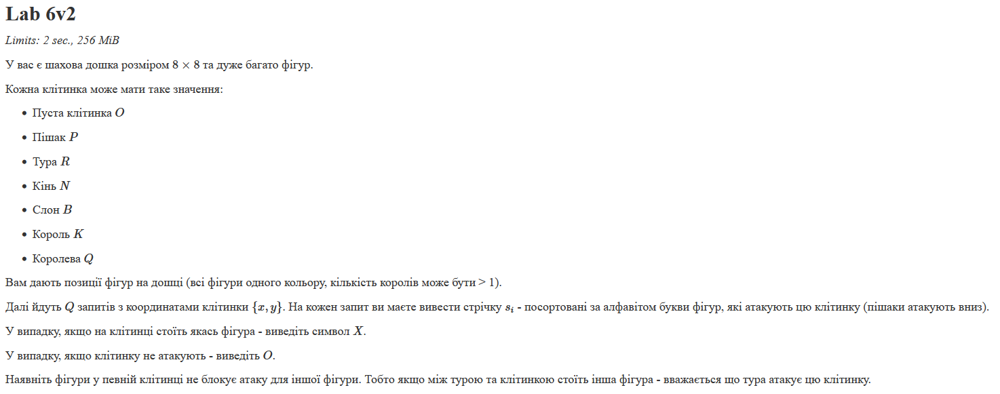 Lab 6v2
Limits: 2 sec., 256 MiB
У вас є шахова дошка розміром 8 × 8 та дуже багато фігур.
Кожна клітинка може мати таке значення:
• Пуста клітинка O
• Пішак P
• Тура R
• Кінь N
• Слон B
• Король K
• Королева Q
Вам дають позиції фігур на дошці (всі фігури одного кольору, кількість королів може бути > 1).
Далі йдуть Q запитів з координатами клітинки {x, y}. На кожен запит ви маєте вивести стрічку sᵢ - посортовані за алфавітом букви фігур, які атакують цю клітинку (пішаки атакують вниз).
У випадку, якщо на клітинці стоїть якась фігура - виведіть символ X.
У випадку, якщо клітинку не атакують - виведіть O.
Наявніть фігури у певній клітинці не блокує атаку для іншої фігури. Тобто якщо між турою та клітинкою стоїть інша фігура - вважається що тура атакує цю клітинку.